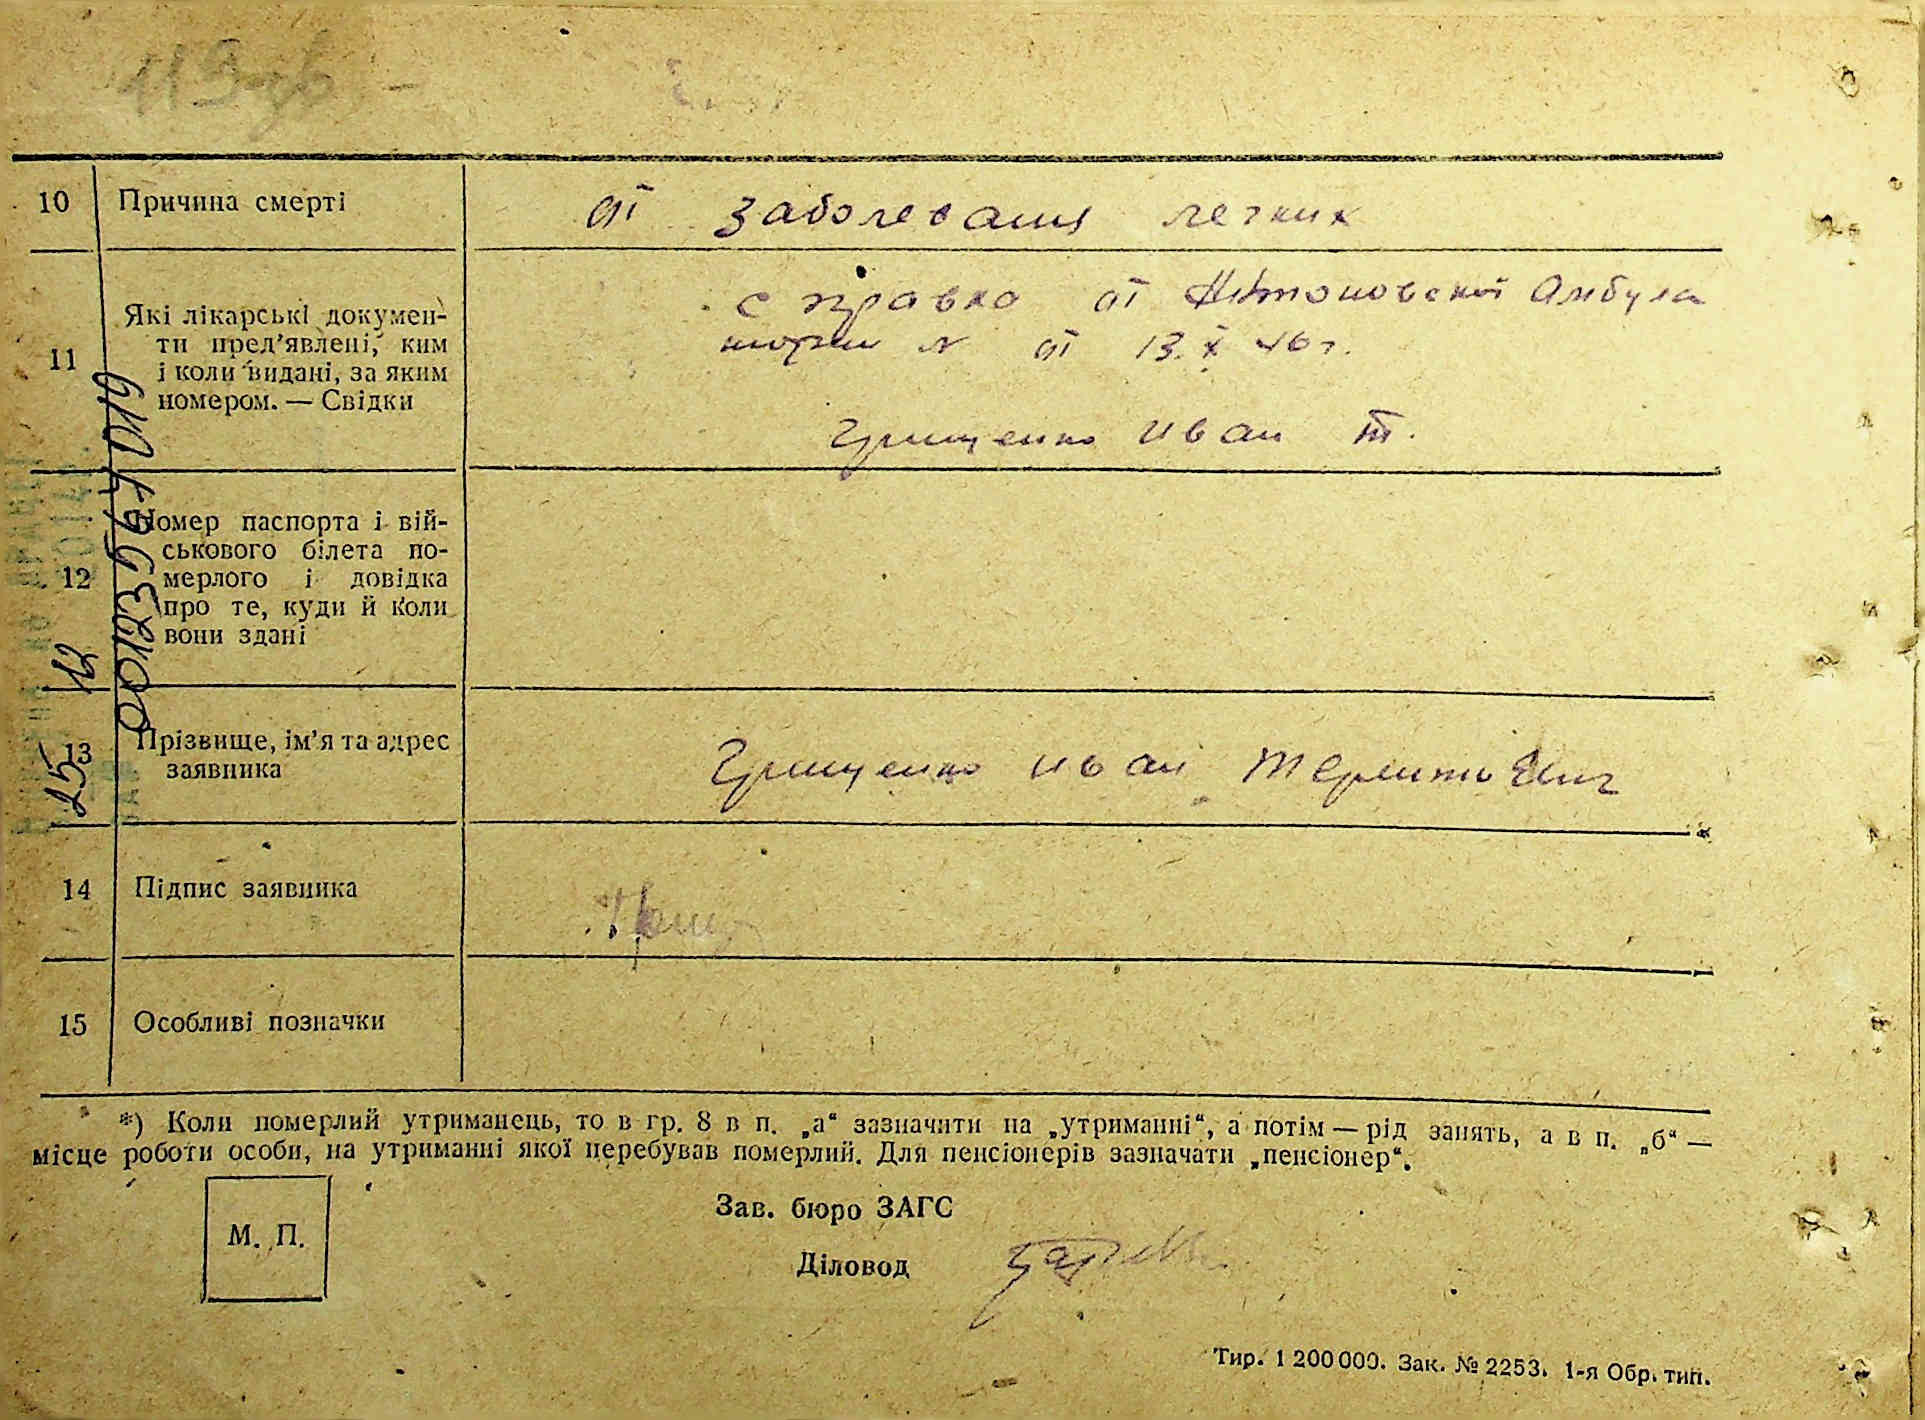 10 Причина смерті от заболевания легких
11 Які лікарські докумен-
ти пред'явлені, ким
і коли видані, за яким
номером. — Свідки
справка от Амбула
тории № от 13.X 46 г.
Грищенко Иван Т.
12 Номер паспорта і вій-
ськового білета по-
мерлого і довідка
про те, куди й коли
вони здані
13 Прізвище, ім'я та адрес
заявника
Грищенко Иван Терентьевич
14 Підпис заявника
Грищ
15 Особливі позначки
*) Коли померлий утриманець, то в гр. 8 в п. „а“ зазначити на „утриманні“, а потім — рід занять, а в п. „б“ —
місце роботи особи, на утриманні якої перебував померлий. Для пенсіонерів зазначати „пенсіонер“.
М. П.
Зав. бюро ЗАГС
Діловод
Тир. 1 200 000. Зак. № 2253. 1-я Обр. тип.